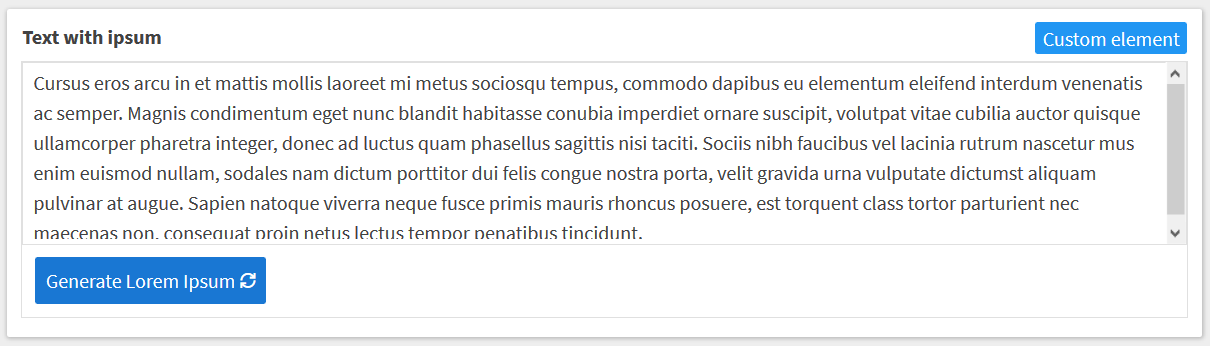 Text with ipsum
Custom element
Cursus eros arcu in et mattis mollis laoreet mi metus sociosqu tempus, commodo dapibus eu elementum eleifend interdum venenatis
ac semper. Magnis condimentum eget nunc blandit habitasse conubia imperdiet ornare suscipit, volutpat vitae cubilia auctor quisque
ullamcorper pharetra integer, donec ad luctus quam phasellus sagittis nisi taciti. Sociis nibh faucibus vel lacinia rutrum nascetur mus
enim euismod nullam, sodales nam dictum porttitor dui felis congue nostra porta, velit gravida urna vulputate dictumst aliquam
pulvinar at augue. Sapien natoque viverra neque fusce primis mauris rhoncus posuere, est torquent class tortor parturient nec
maecenas non, consequat proin netus lectus tempor penatibus tincidunt.
Generate Lorem Ipsum